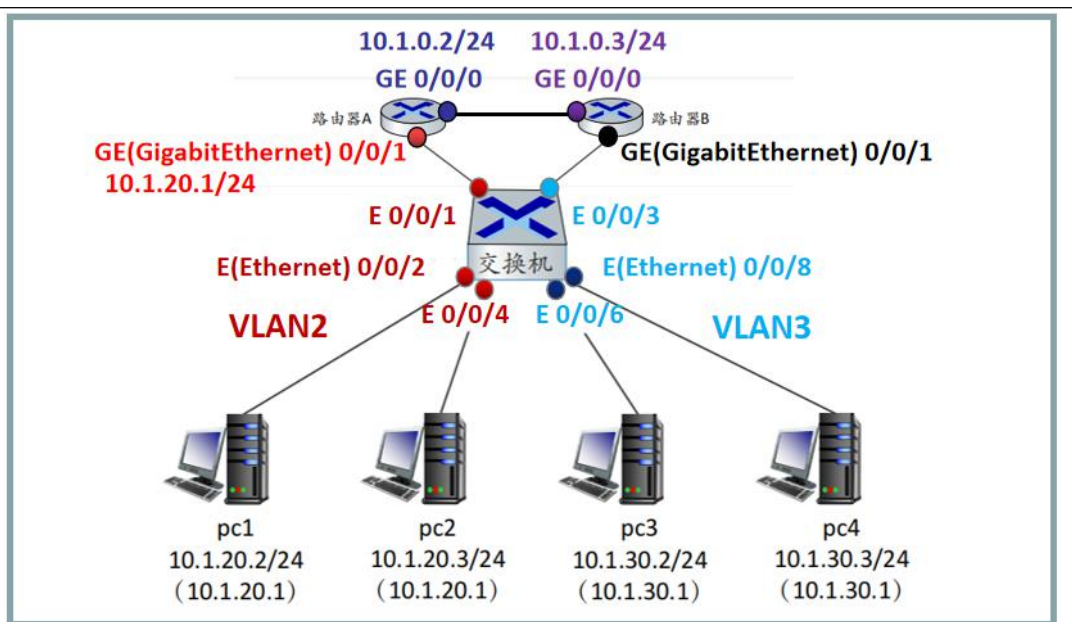 10.1.0.2/24 10.1.0.3/24
GE 0/0/0 GE 0/0/0
路由器A 路由器B
GE(GigabitEthernet) 0/0/1 GE(GigabitEthernet) 0/0/1
10.1.20.1/24
E 0/0/1 E 0/0/3
E(Ethernet) 0/0/2 交换机 E(Ethernet) 0/0/8
E 0/0/4 E 0/0/6
VLAN2 VLAN3
pc1 pc2 pc3 pc4
10.1.20.2/24 10.1.20.3/24 10.1.30.2/24 10.1.30.3/24
（10.1.20.1） （10.1.20.1） （10.1.30.1） （10.1.30.1）